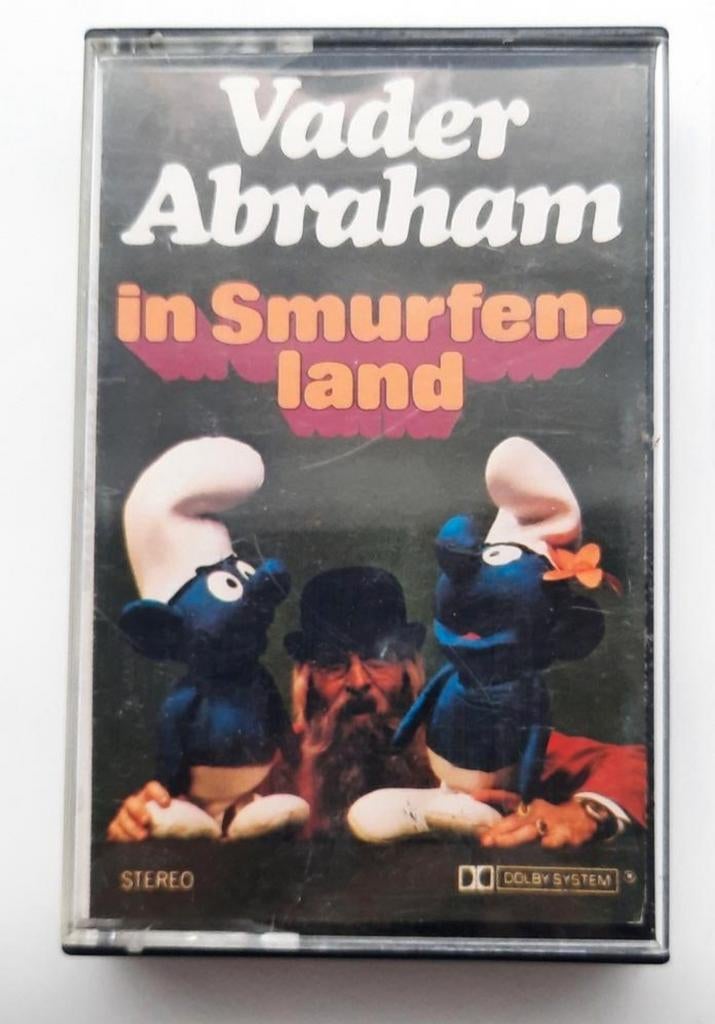 Vader
Abraham
in Smurfen-
land
STEREO
DOLBY SYSTEM